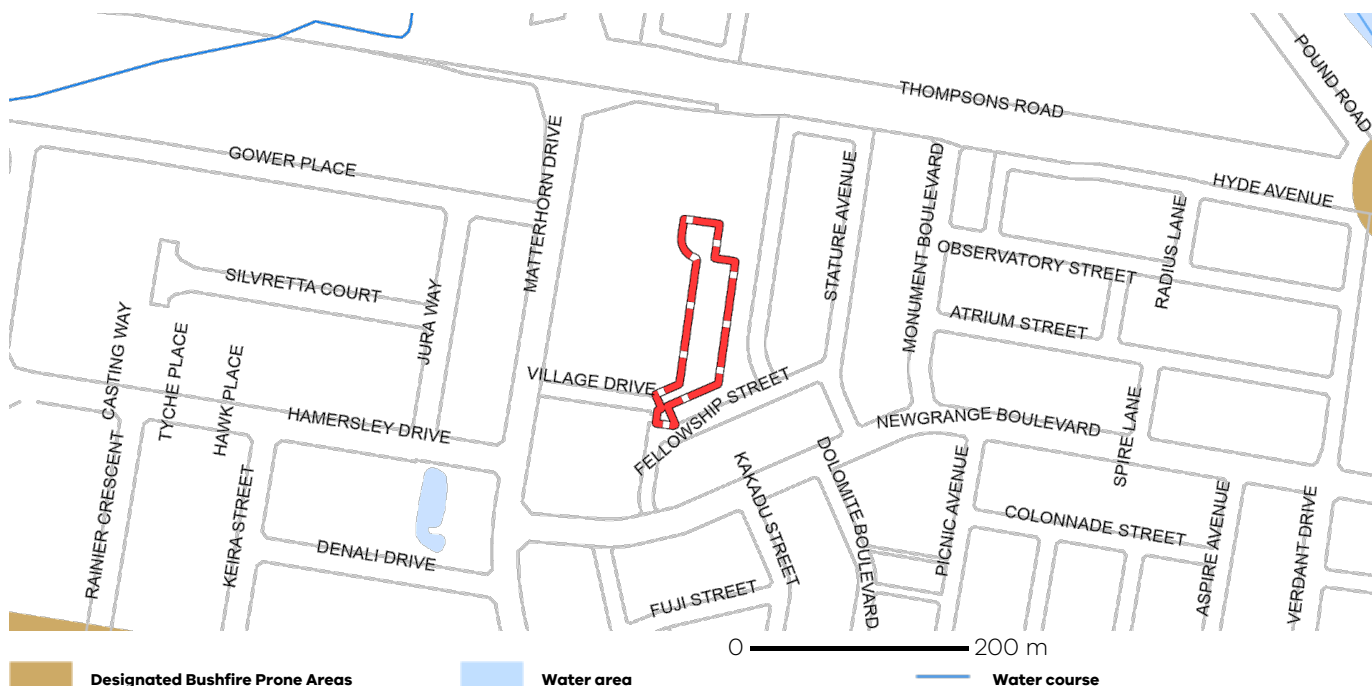 POUND ROAD
THOMPSONS ROAD
GOWER PLACE
MATTERHORN DRIVE
STATURE AVENUE
MONUMENT BOULEVARD
HYDE AVENUE
RADIUS LANE
OBSERVATORY STREET
SILVRETTA COURT
JURA WAY
ATRIUM STREET
CASTING WAY
TYCHE PLACE
HAWK PLACE
VILLAGE DRIVE
FELLOWSHIP STREET
HAMERSLEY DRIVE
NEWGRANGE BOULEVARD
SPIRE LANE
RAINIER CRESCENT
KEIRA STREET
KAKADU STREET
DOLOMITE BOULEVARD
PICNIC AVENUE
COLONNADE STREET
ASPIRE AVENUE
VERDANT DRIVE
DENALI DRIVE
FUJI STREET
0 200 m
Designated Bushfire Prone Areas
Water area
Water course